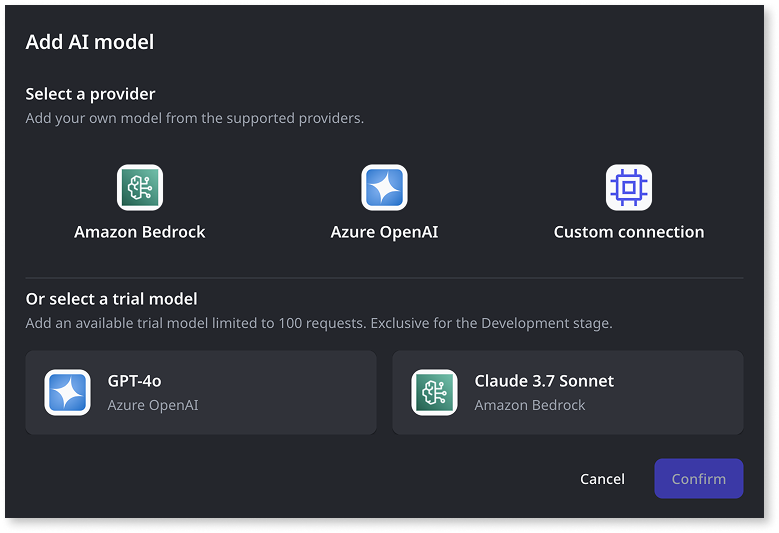 Add AI model
Select a provider
Add your own model from the supported providers.
Amazon Bedrock
Azure OpenAI
Custom connection
Or select a trial model
Add an available trial model limited to 100 requests. Exclusive for the Development stage.
GPT-4o
Azure OpenAI
Claude 3.7 Sonnet
Amazon Bedrock
Cancel
Confirm